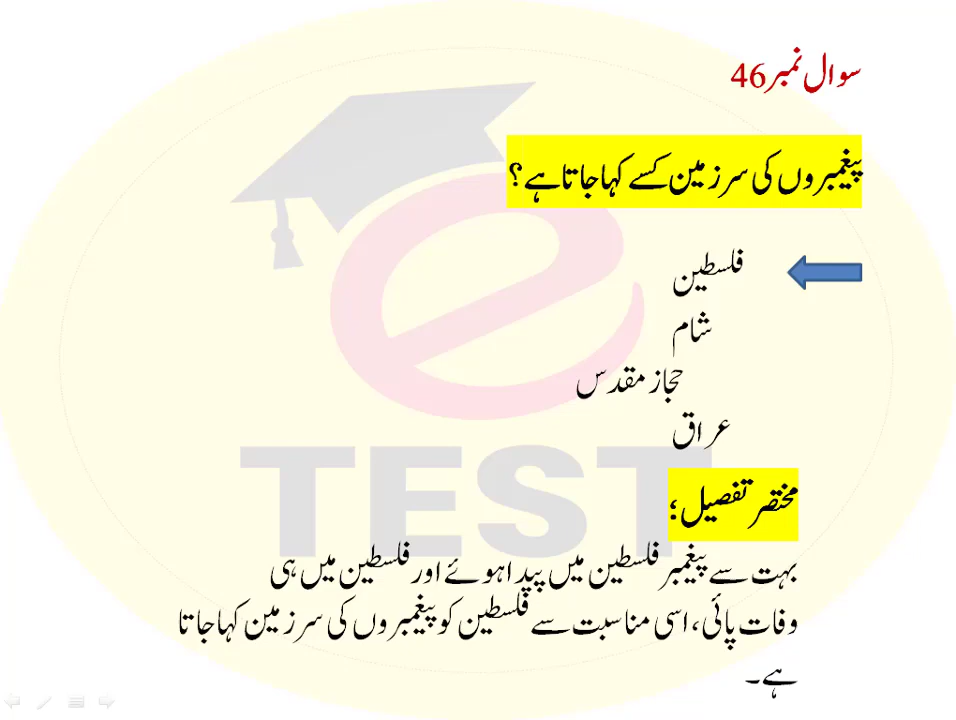 سوال نمبر46
پیغمبروں کی سرزمین کسے کہا جاتا ہے؟
فلسطین
شام
حجاز مقدس
عراق
e
TEST
مختصر تفصیل؛
بہت سے پیغمبر فلسطین میں پیدا ہوئے اور فلسطین میں ہی
وفات پائی، اسی مناسبت سے فلسطین کو پیغمبروں کی سرزمین کہا جاتا
ہے۔